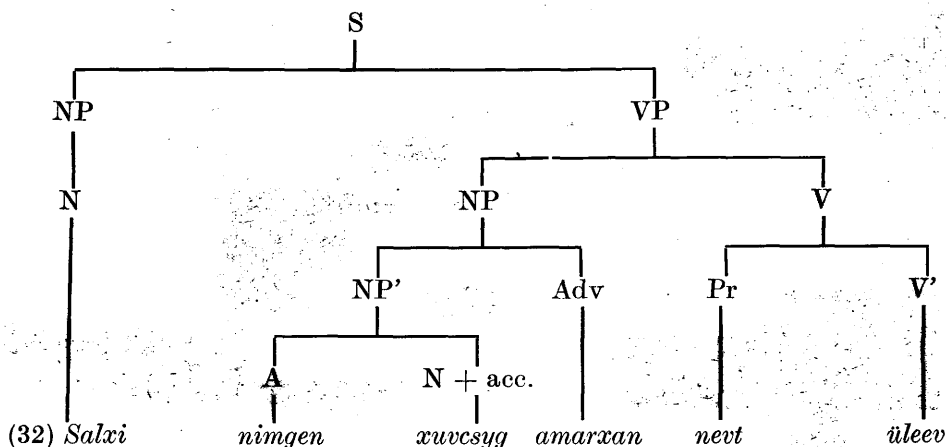 S
NP VP
N NP V
NP' Adv Pr V'
A N + acc.
(32) Salxi nimgen xuvcsyg amarxan nevt üleev